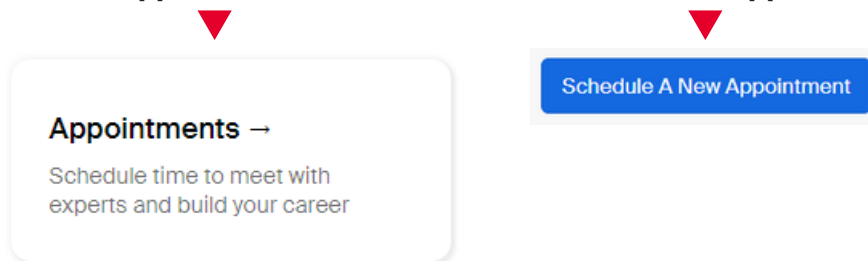 Appointments →
Schedule time to meet with
experts and build your career
Schedule A New Appointment